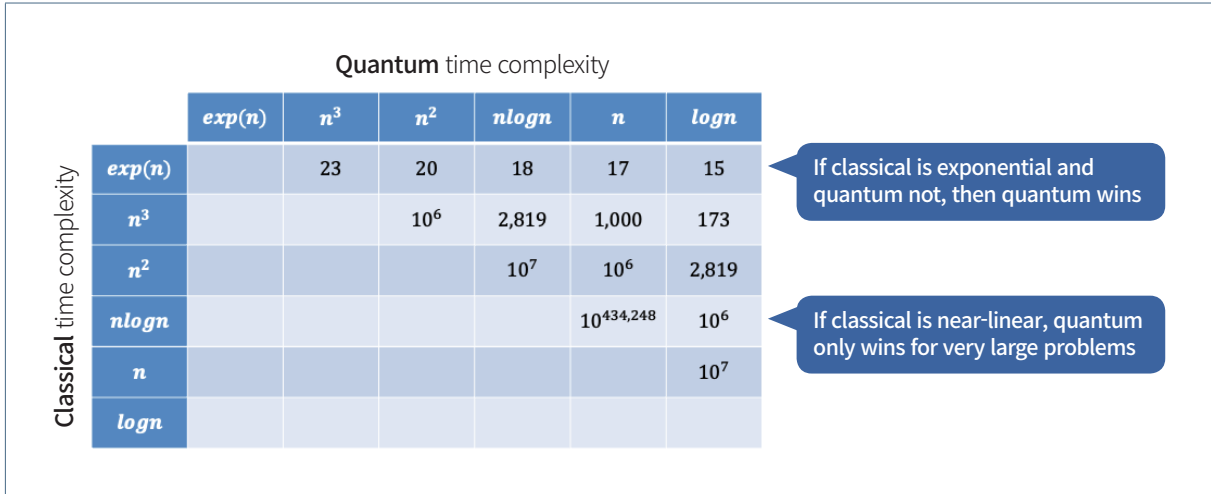 Quantum time complexity
exp(n) n³ n² nlogn n logn
exp(n) 23 20 18 17 15
n³ 10⁶ 2,819 1,000 173
n² 10⁷ 10⁶ 2,819
nlogn 10⁴³⁴,²⁴⁸ 10⁶
n 10⁷
logn
Classical time complexity
If classical is exponential and
quantum not, then quantum wins
If classical is near-linear, quantum
only wins for very large problems